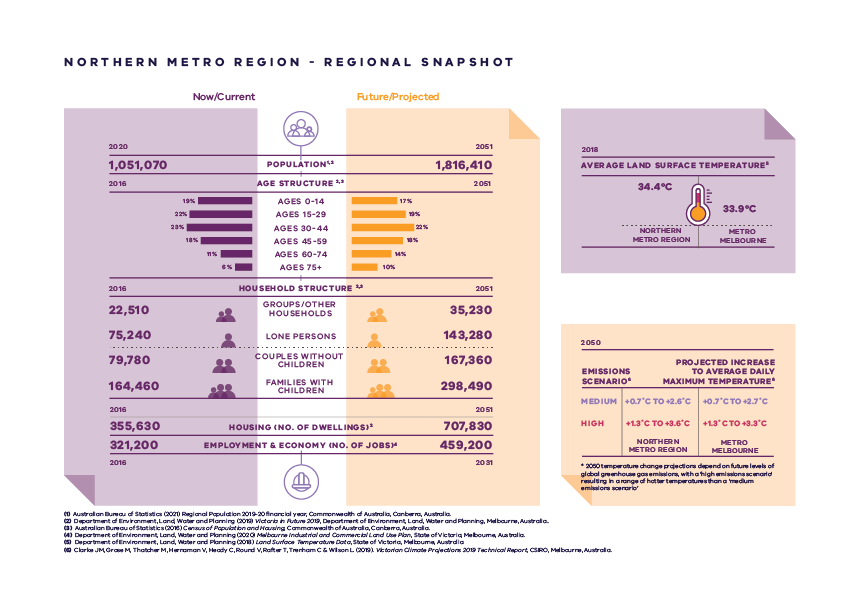 NORTHERN METRO REGION - REGIONAL SNAPSHOT
Now/Current
Future/Projected
2020 2051
1,051,070 POPULATION¹,² 1,816,410
2016 AGE STRUCTURE ²,³ 2051
19% AGES 0-14 17%
22% AGES 15-29 19%
23% AGES 30-44 22%
18% AGES 45-59 18%
11% AGES 60-74 14%
6% AGES 75+ 10%
2016 HOUSEHOLD STRUCTURE ²,³ 2051
22,510 GROUPS/OTHER HOUSEHOLDS 35,230
75,240 LONE PERSONS 143,280
79,780 COUPLES WITHOUT CHILDREN 167,360
164,460 FAMILIES WITH CHILDREN 298,490
2016 2051
355,630 HOUSING (NO. OF DWELLINGS)² 707,830
321,200 EMPLOYMENT & ECONOMY (NO. OF JOBS)⁴ 459,200
2016 2031
2018
AVERAGE LAND SURFACE TEMPERATURE⁵
34.4°C
33.9°C
NORTHERN METRO REGION
METRO MELBOURNE
2050
EMISSIONS SCENARIO⁶
PROJECTED INCREASE
TO AVERAGE DAILY
MAXIMUM TEMPERATURE⁶
MEDIUM +0.7°C TO +2.6°C +0.7°C TO +2.7°C
HIGH +1.3°C TO +3.6°C +1.3°C TO +3.3°C
NORTHERN METRO REGION
METRO MELBOURNE
* 2050 temperature change projections depend on future levels of
global greenhouse gas emissions, with a 'high emissions scenario'
resulting in a range of hotter temperatures than a 'medium
emissions scenario'
(1) Australian Bureau of Statistics (2021) Regional Population 2019-20 financial year, Commonwealth of Australia, Canberra, Australia.
(2) Department of Environment, Land, Water and Planning (2019) Victoria in Future 2019, Department of Environment, Land, Water and Planning, Melbourne, Australia.
(3) Australian Bureau of Statistics (2016) Census of Population and Housing, Commonwealth of Australia, Canberra, Australia.
(4) Department of Environment, Land, Water and Planning (2020) Melbourne Industrial and Commercial Land Use Plan, State of Victoria, Melbourne, Australia.
(5) Department of Environment, Land, Water and Planning (2018) Land Surface Temperature Data, State of Victoria, Melbourne, Australia
(6) Clarke JM, Grose M, Thatcher M, Hernaman V, Heady C, Round V, Rafter T, Trenham C & Wilson L. (2019). Victorian Climate Projections 2019 Technical Report, CSIRO, Melbourne, Australia.